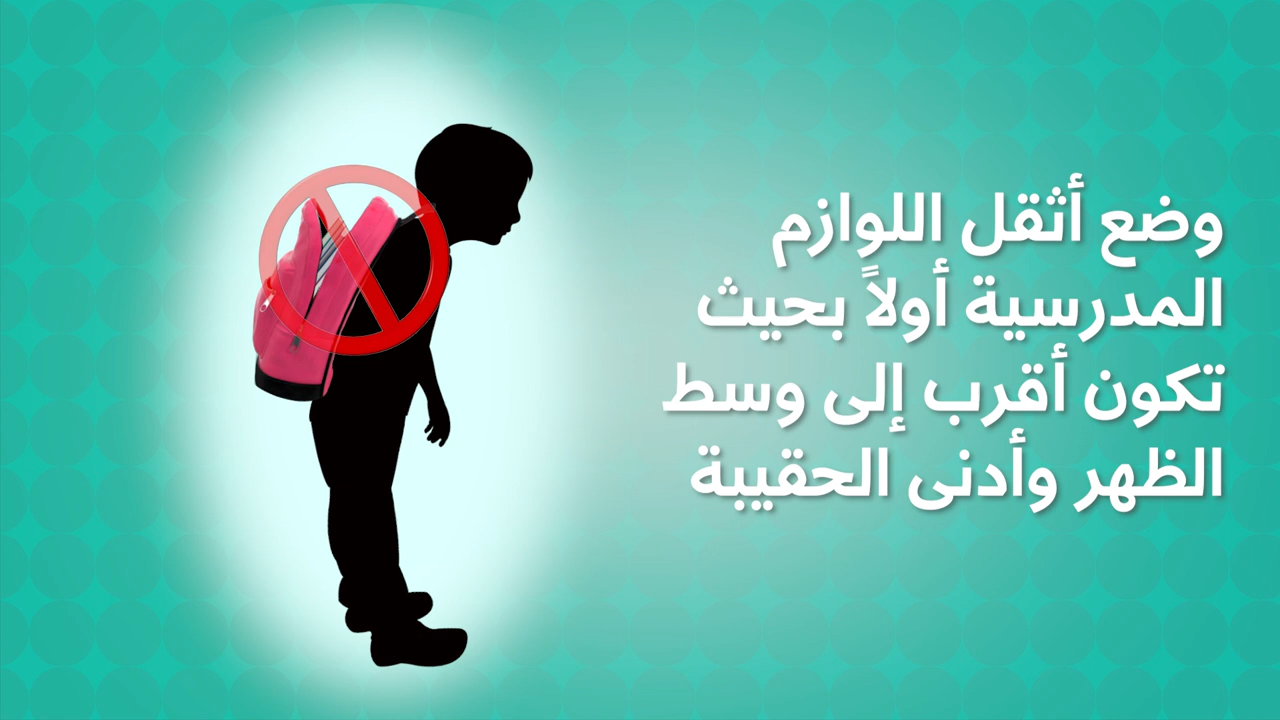 وضع أثقل اللوازم
المدرسية أولاً بحيث
تكون أقرب إلى وسط
الظهر وأدنى الحقيبة